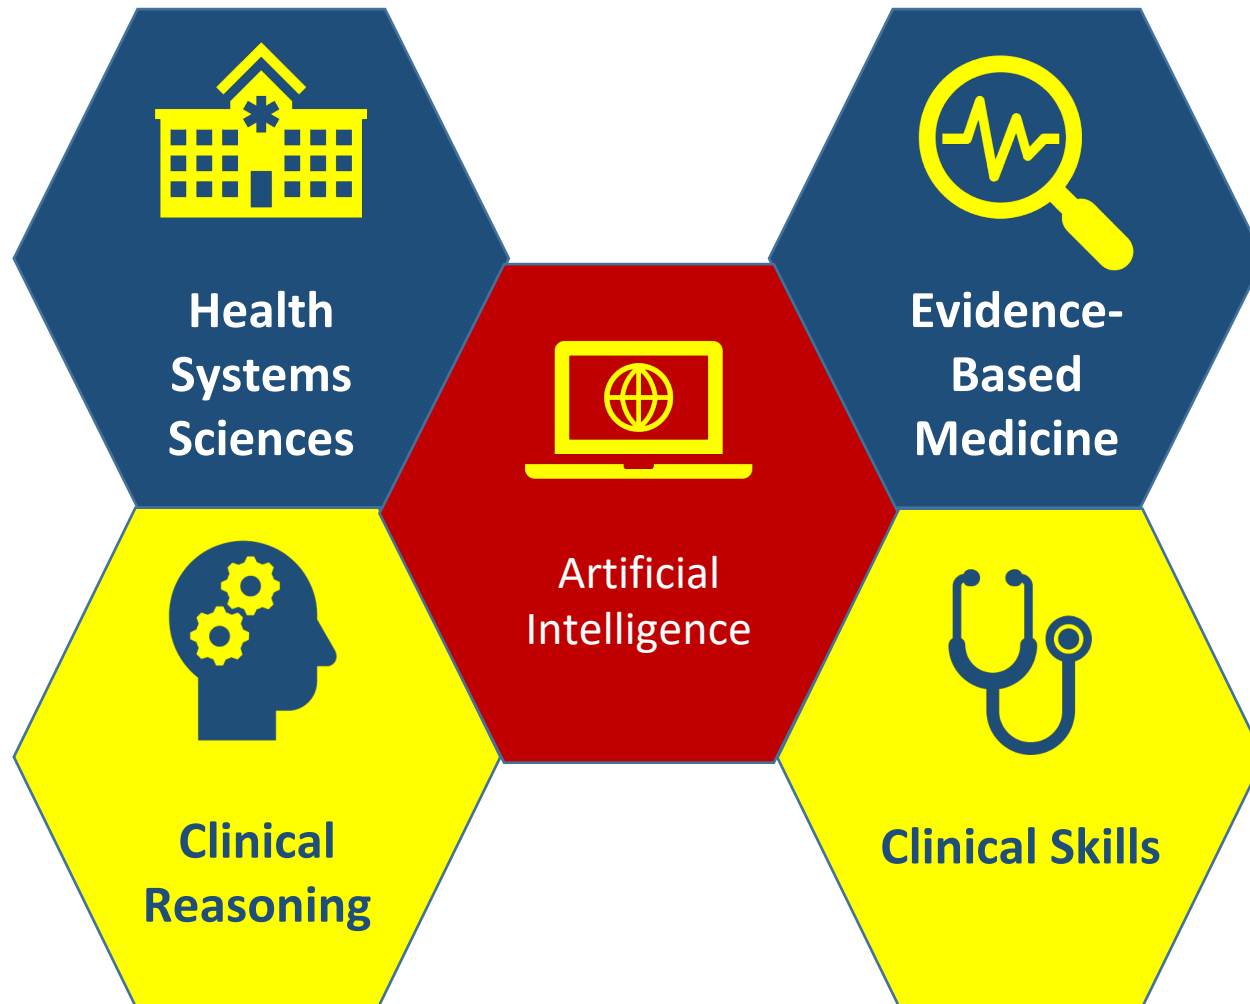 Health
Systems
Sciences
Evidence-
Based
Medicine
Artificial
Intelligence
Clinical
Reasoning
Clinical Skills